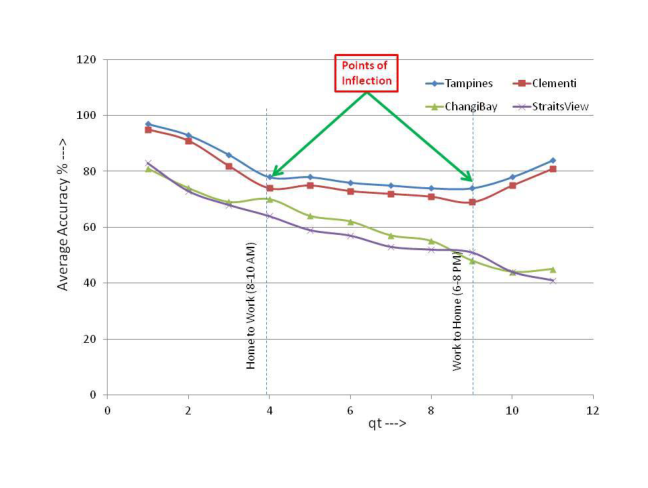 Points of
Inflection
Tampines
Clementi
ChangiBay
StraitsView
120
100
80
60
40
20
0
Average Accuracy % --->
Home to Work (8-10 AM)
Work to Home (6-8 PM)
0 2 4 6 8 10 12
qt --->